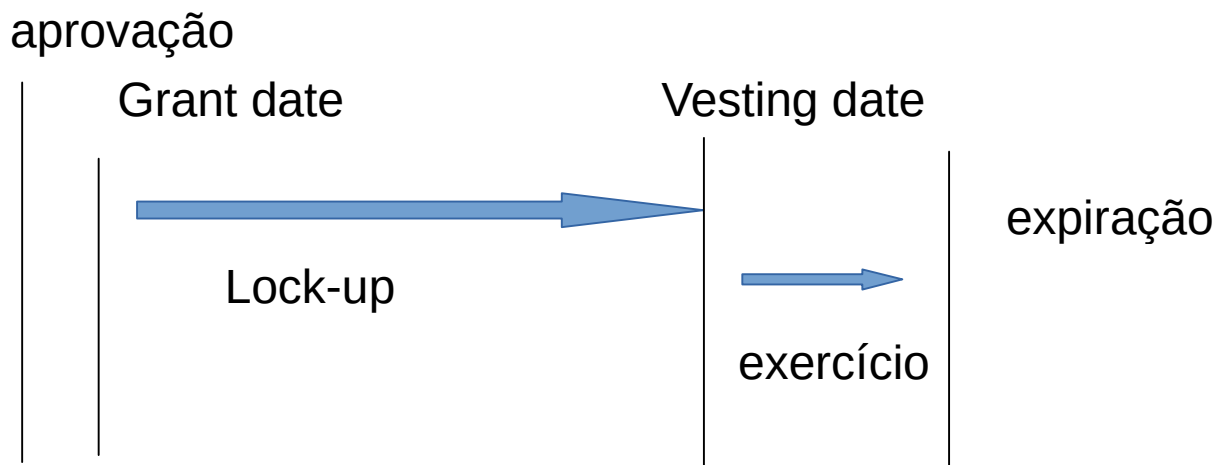 aprovação
Grant date
Vesting date
expiração
Lock-up
exercício